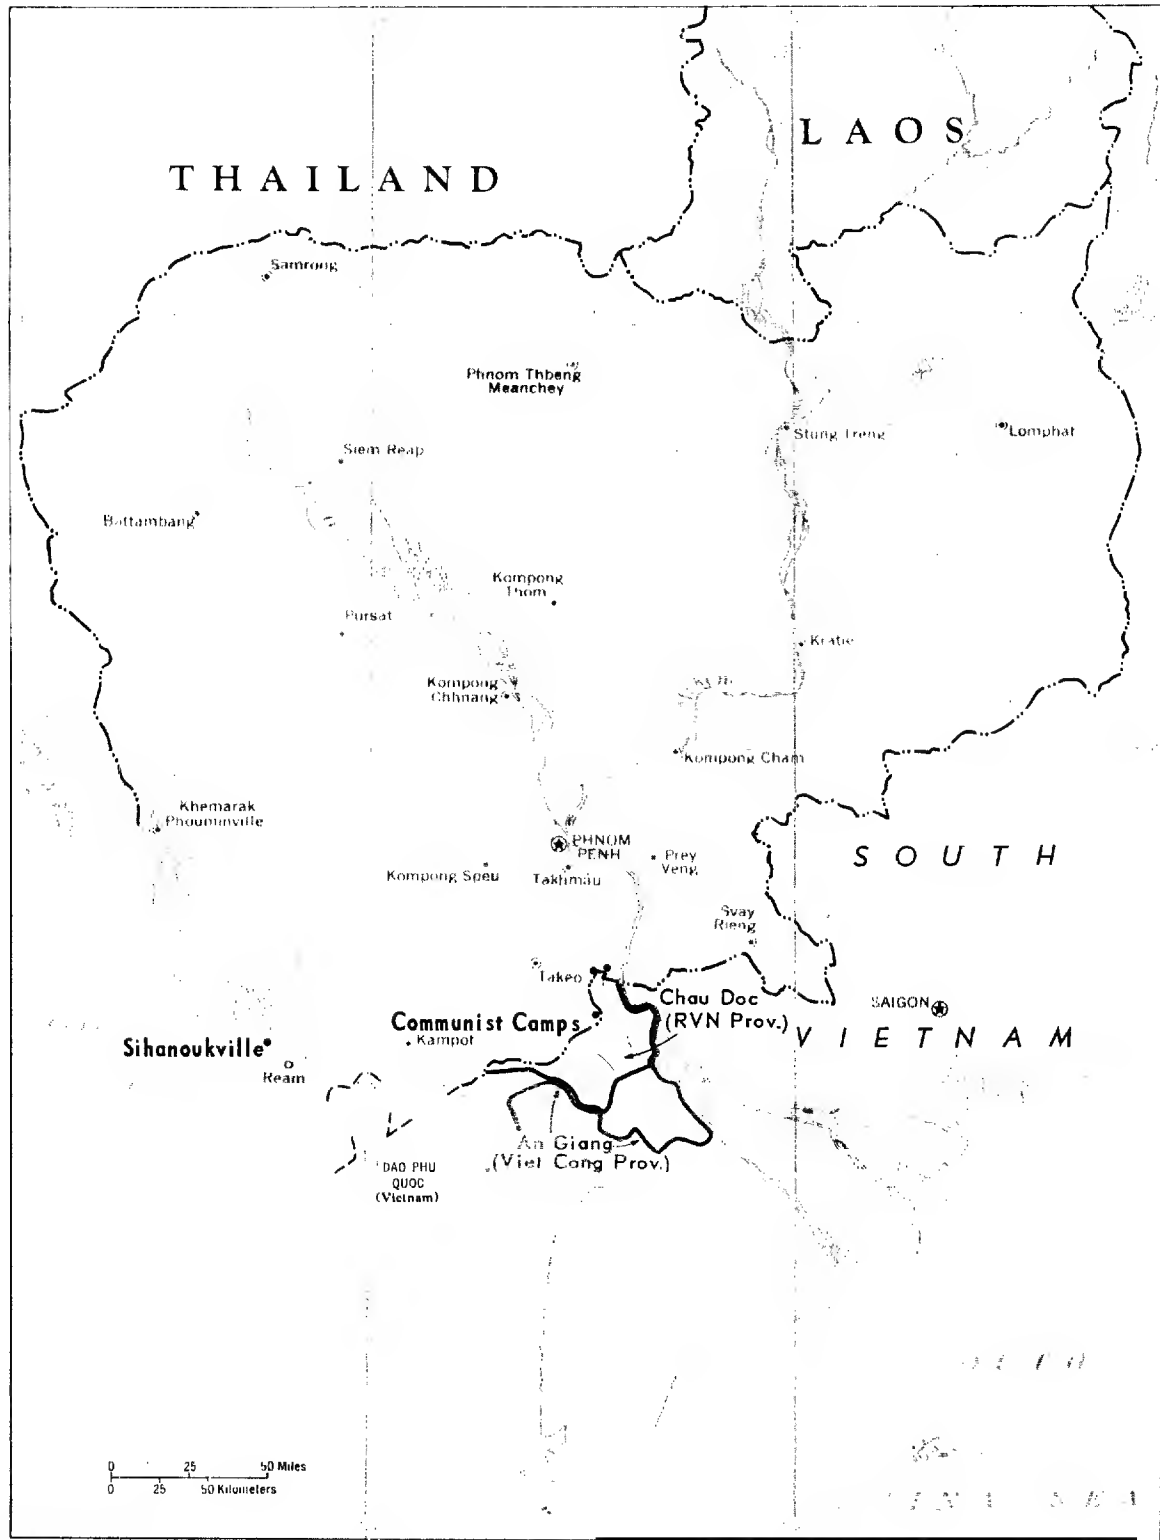 LAOS
THAILAND
Samrong
Phnom Thbeng
Meanchey
Stung Treng
Lomphat
Siem Reap
Battambang
Kompong
Thom
Pursat
Kratie
Kompong
Chhnang
Kompong Cham
Khemarak
Phouminville
PHNOM
PENH
Prey
Veng
SOUTH
Kompong Speu
Takhmau
Svay
Rieng
Takeo
Chau Doc
(RVN Prov.)
SAIGON
Communist Camps
Kampot
VIETNAM
Sihanoukville
Ream
An Giang
(Viet Cong Prov.)
DAO PHU
QUOC
(Vietnam)
0 25 50 Miles
0 25 50 Kilometers